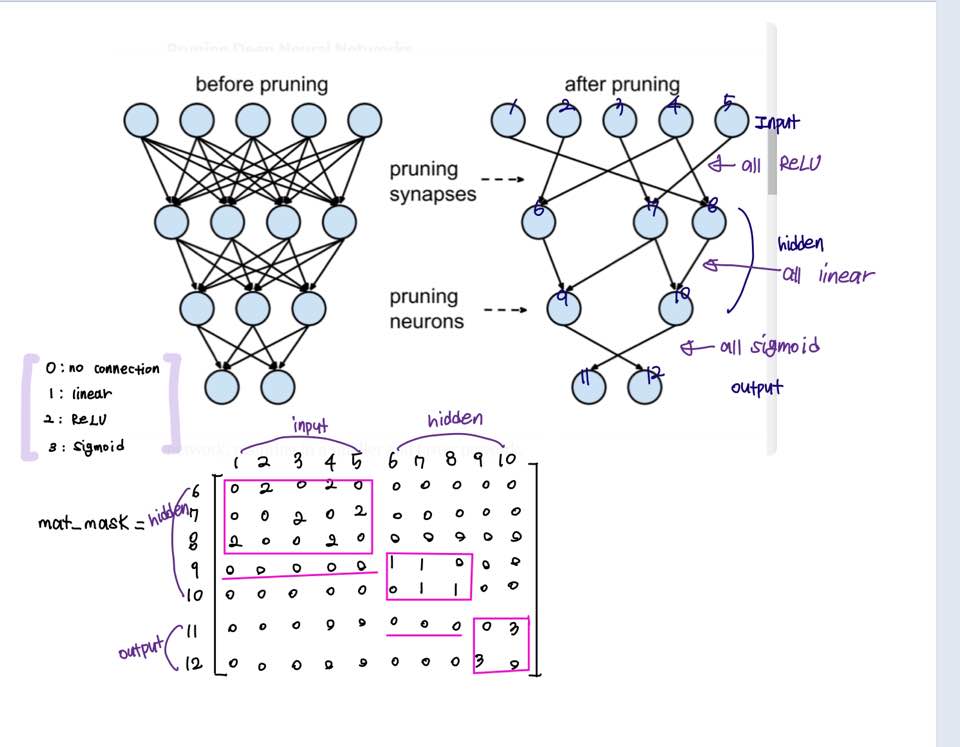 Pruning Deep Neural Networks
before pruning
after pruning
1 2 3 4 5
Input
all ReLU
pruning
synapses
6 7 8
hidden
all linear
pruning
neurons
9 10
all sigmoid
11 12
output
0 : no connection
1 : linear
2 : ReLU
3 : Sigmoid
input
hidden
1 2 3 4 5 6 7 8 9 10
mat_mask =
hidden
6 0 2 0 2 0 0 0 0 0 0
7 0 0 2 0 2 0 0 0 0 0
8 2 0 0 2 0 0 0 0 0 0
9 0 0 0 0 0 1 1 0 0 0
10 0 0 0 0 0 0 1 1 0 0
output
11 0 0 0 0 0 0 0 0 0 3
12 0 0 0 0 0 0 0 0 3 0